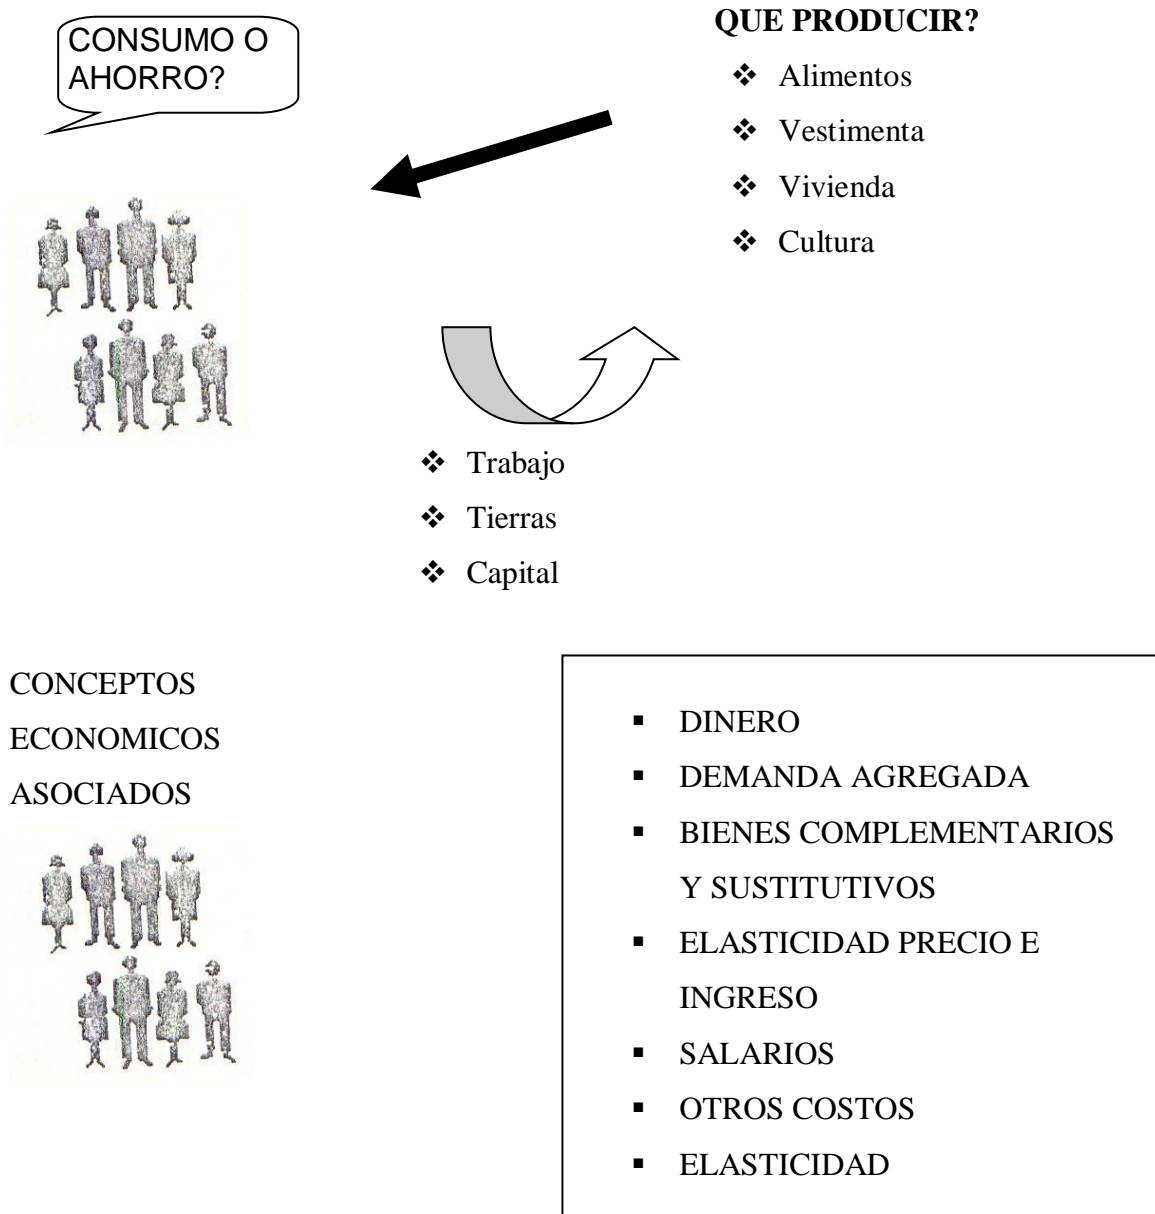 CONSUMO O
AHORRO?
QUE PRODUCIR?
❖ Alimentos
❖ Vestimenta
❖ Vivienda
❖ Cultura
❖ Trabajo
❖ Tierras
❖ Capital
CONCEPTOS
ECONOMICOS
ASOCIADOS
▪ DINERO
▪ DEMANDA AGREGADA
▪ BIENES COMPLEMENTARIOS
Y SUSTITUTIVOS
▪ ELASTICIDAD PRECIO E
INGRESO
▪ SALARIOS
▪ OTROS COSTOS
▪ ELASTICIDAD